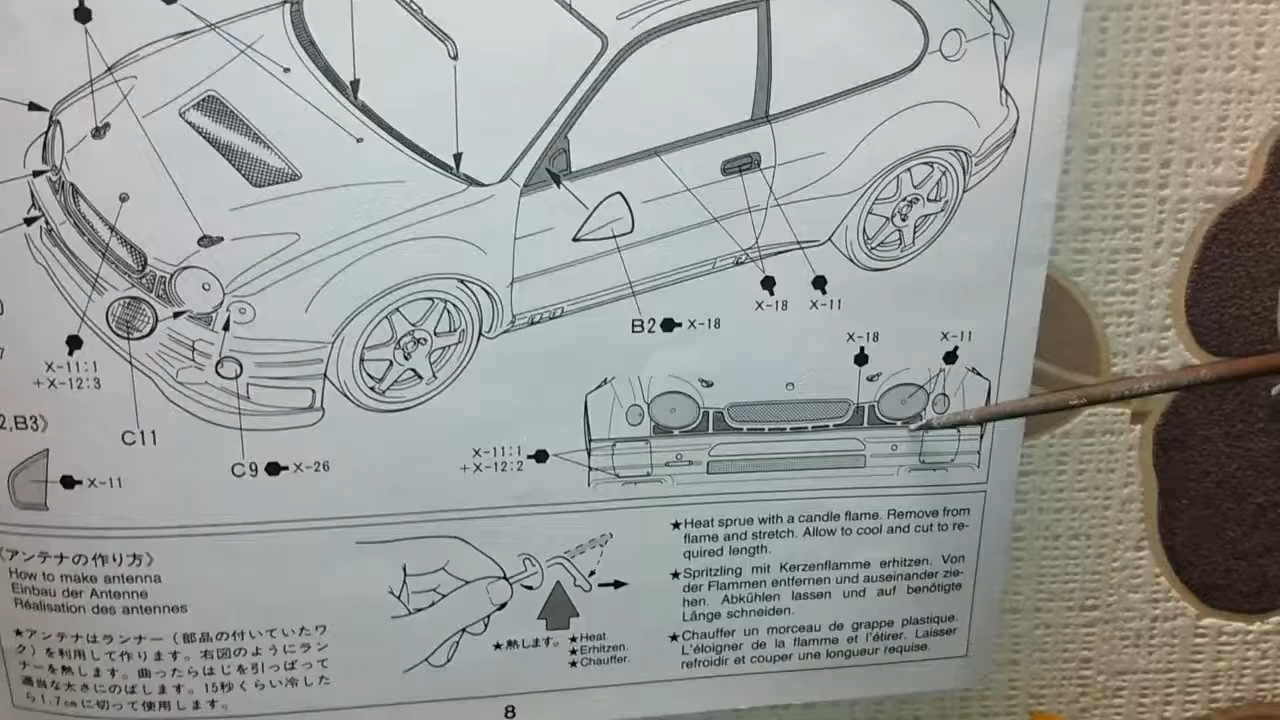 X-18
X-11
B2 X-18
X-18
X-11
X-11:1
+X-12:3
2,B3》
C11
C9 X-26
X-11
X-11:1
+X-12:2
《アンテナの作り方》
How to make antenna
Einbau der Antenne
Réalisation des antennes
★アンテナはランナー（部品の付いていたワ
ク）を利用して作ります。右図のようにラン
ナーを熱します。曲ったらはじを引っぱって
適当な太さにのばします。15秒くらい冷した
ら1.7cmに切って使用します。
★熱します。
★Heat.
★Erhitzen.
★Chauffer.
★Heat sprue with a candle flame. Remove from
flame and stretch. Allow to cool and cut to re-
quired length.
★Spritzling mit Kerzenflamme erhitzen. Von
der Flammen entfernen und auseinander zie-
hen. Abkühlen lassen und auf benötigte
Länge schneiden.
★Chauffer un morceau de grappe plastique.
L'éloigner de la flamme et l'étirer. Laisser
refroidir et couper une longueur requise.
8